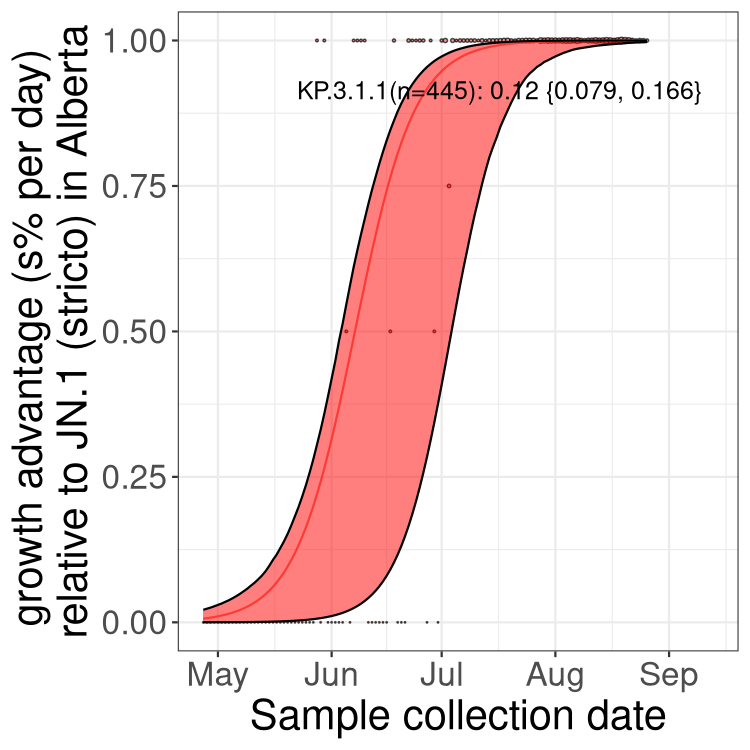 growth advantage (s% per day)
relative to JN.1 (stricto) in Alberta
1.00
0.75
0.50
0.25
0.00
KP.3.1.1(n=445): 0.12 {0.079, 0.166}
May Jun Jul Aug Sep
Sample collection date